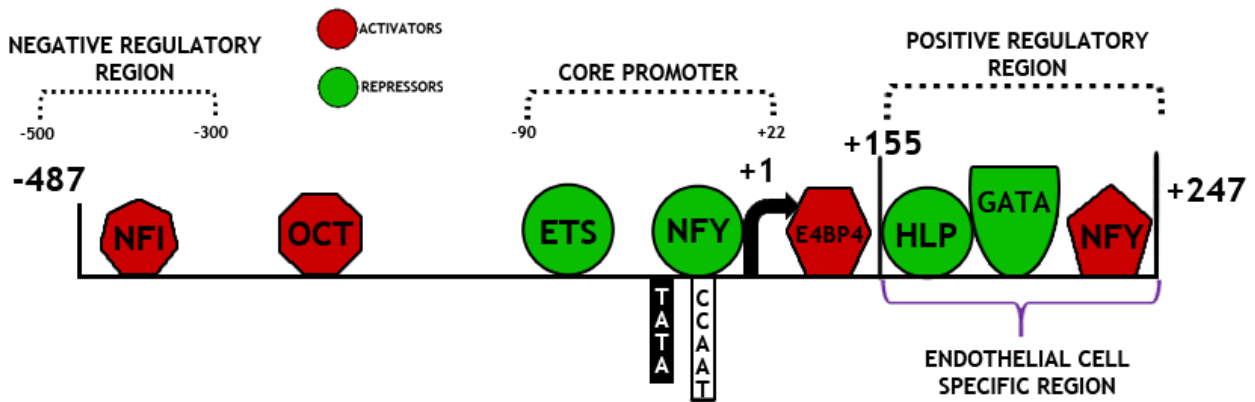 NEGATIVE REGULATORY
REGION
-500
-300
ACTIVATORS
REPRESSORS
CORE PROMOTER
-90
+22
POSITIVE REGULATORY
REGION
-487
+1
+155
+247
NFI
OCT
ETS
NFY
E4BP4
HLP
GATA
NFY
TATA
CCAAT
ENDOTHELIAL CELL
SPECIFIC REGION